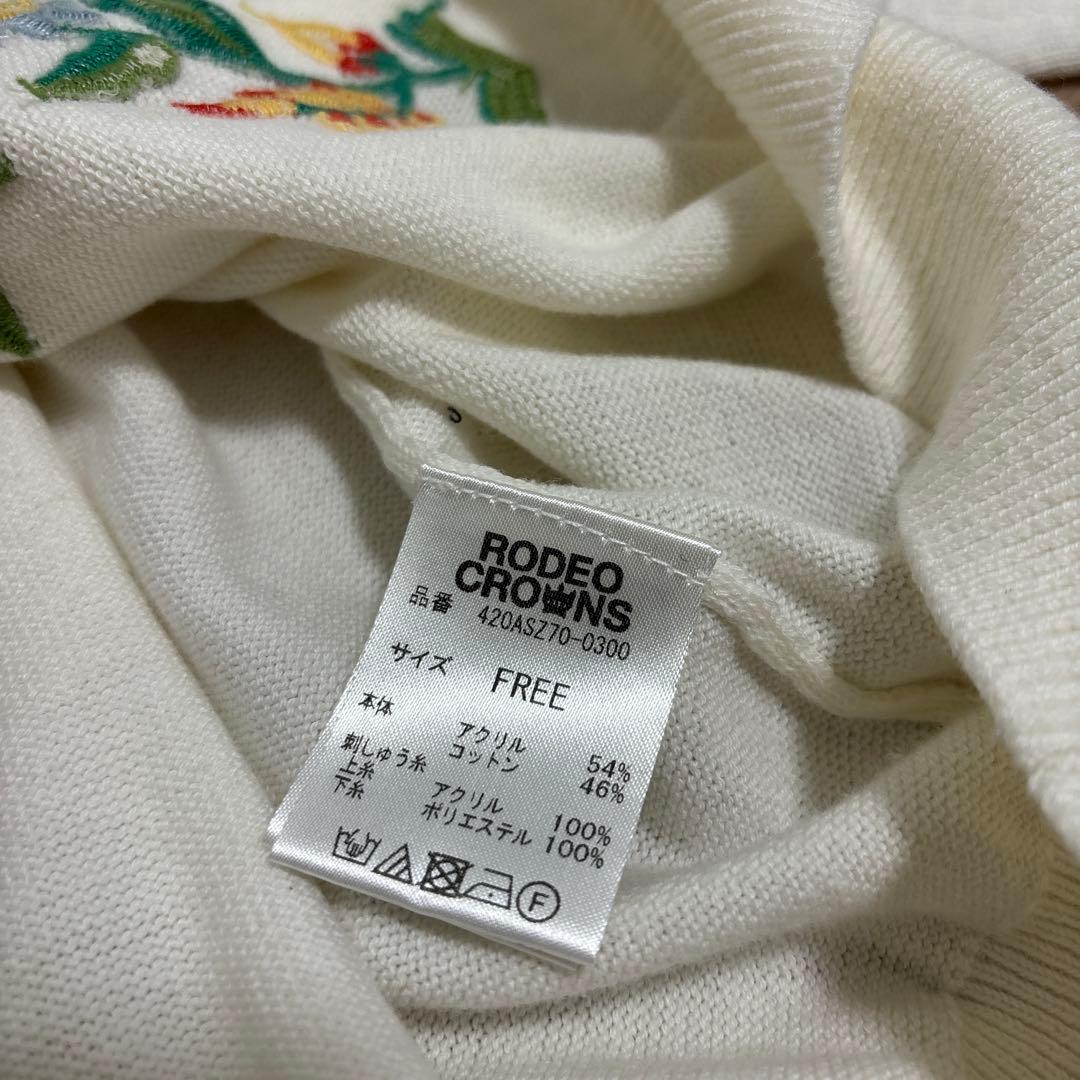 RODEO
CROWNS
品番 420ASZ70-0300
サイズ FREE
本体 アクリル 54%
コットン 46%
刺しゅう糸
上糸 アクリル 100%
下糸 ポリエステル 100%
F